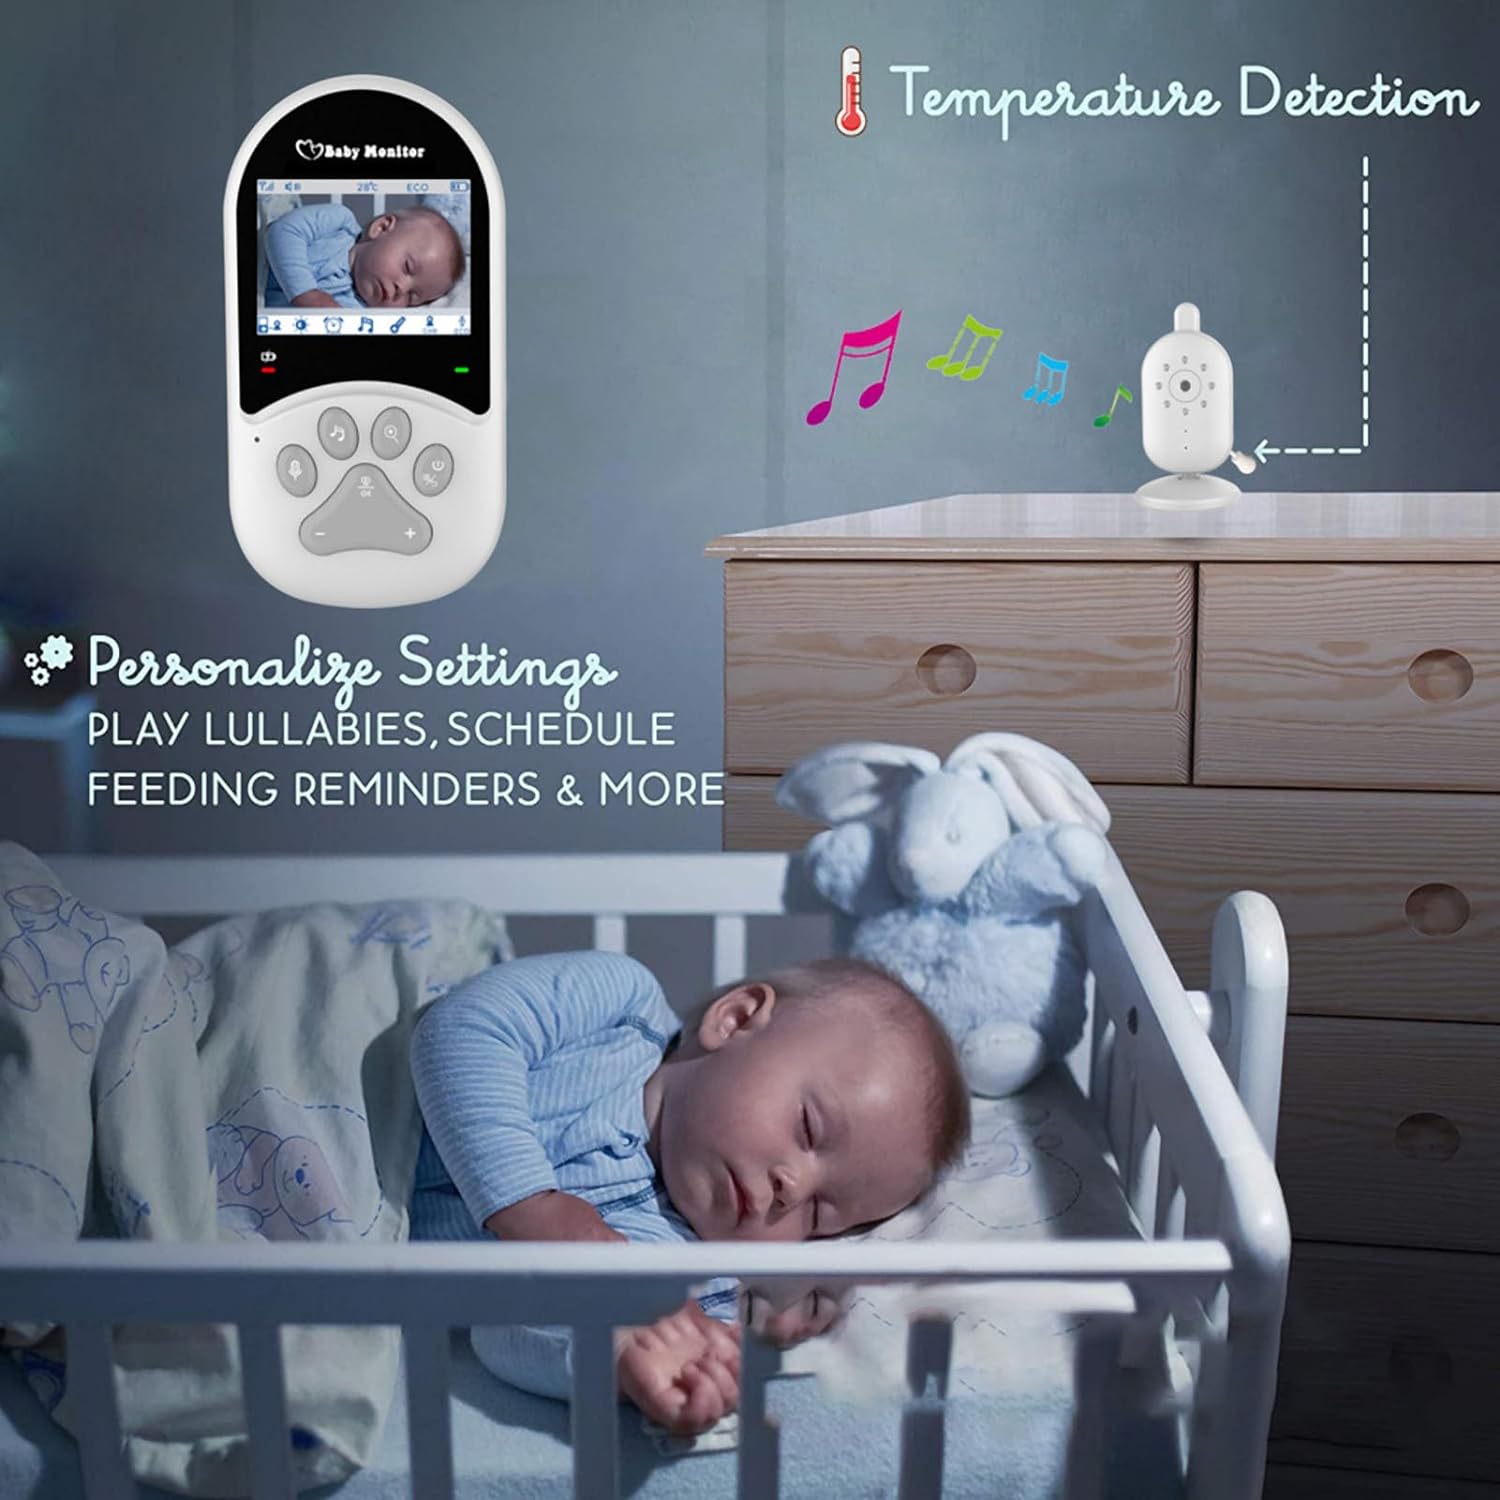 Temperature Detection
Baby Monitor
28°C ECO
OK
- +
Personalize Settings
PLAY LULLABIES, SCHEDULE
FEEDING REMINDERS & MORE